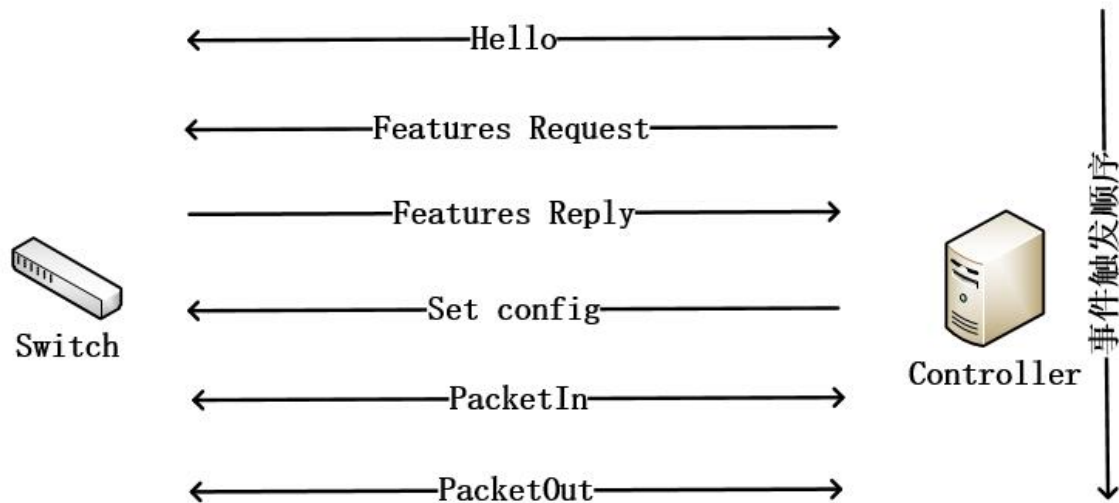 Hello
Features Request
Features Reply
Set config
PacketIn
PacketOut
Switch
Controller
事件触发顺序